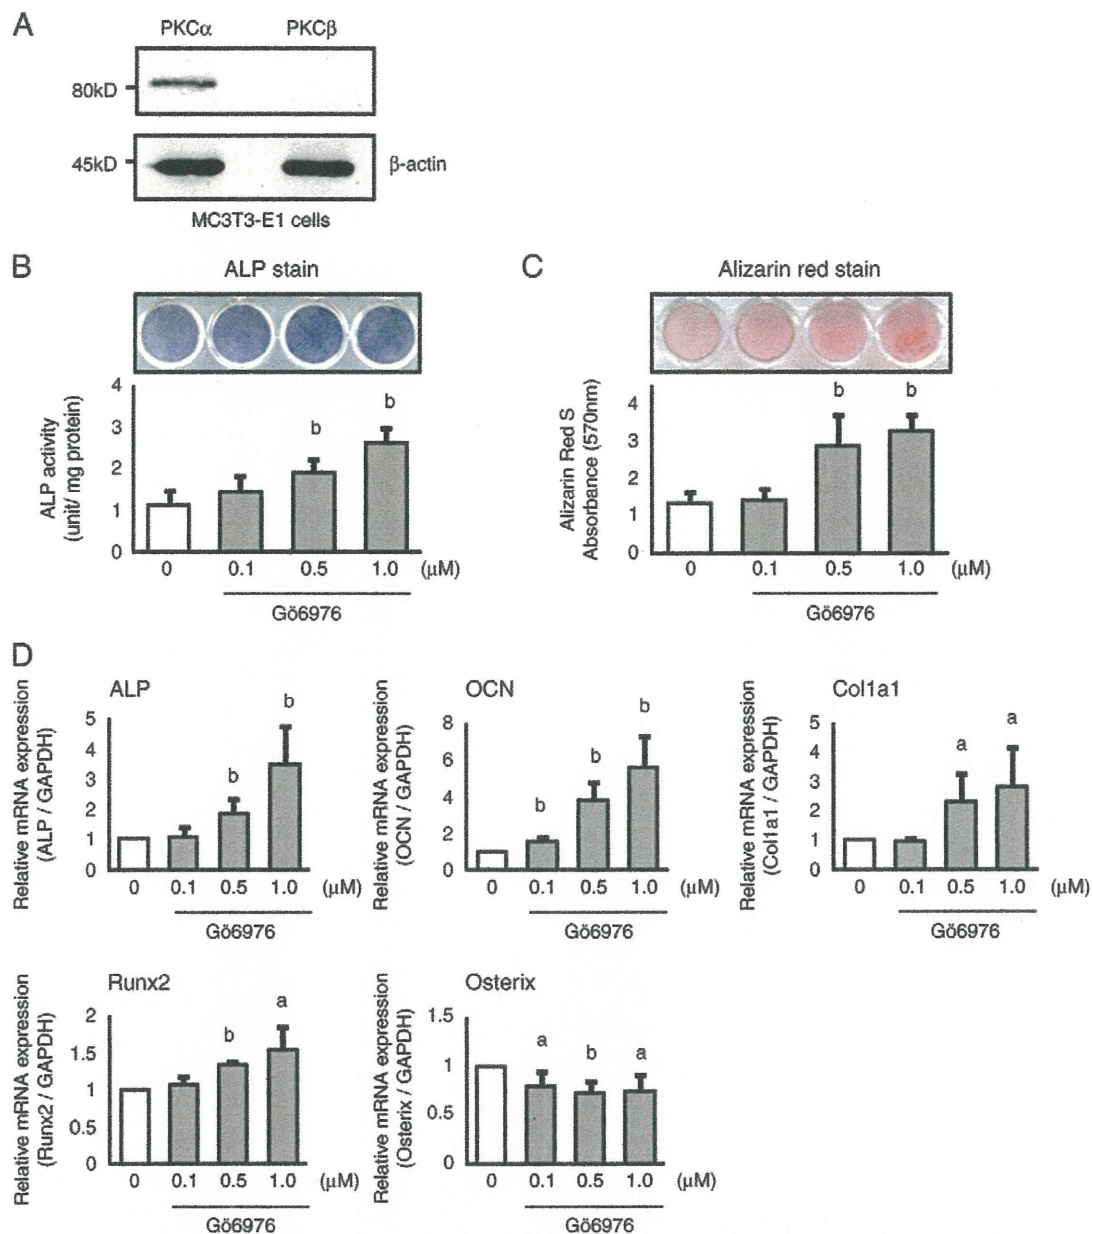 A
PKCα PKCβ
80kD
45kD β-actin
MC3T3-E1 cells
B
ALP stain
ALP activity
(unit/ mg protein)
4
3
2
1
0
b
b
0 0.1 0.5 1.0 (μM)
Gö6976
C
Alizarin red stain
Alizarin Red S
Absorbance (570nm)
4
3
2
1
0
b b
0 0.1 0.5 1.0 (μM)
Gö6976
D
ALP
Relative mRNA expression
(ALP / GAPDH)
5
4
3
2
1
0
b
b
0 0.1 0.5 1.0 (μM)
Gö6976
OCN
Relative mRNA expression
(OCN / GAPDH)
8
6
4
2
0
b
b
b
0 0.1 0.5 1.0 (μM)
Gö6976
Col1a1
Relative mRNA expression
(Col1a1 / GAPDH)
5
4
3
2
1
0
a
a
0 0.1 0.5 1.0 (μM)
Gö6976
Runx2
Relative mRNA expression
(Runx2 / GAPDH)
2
1.5
1
0.5
0
b
a
0 0.1 0.5 1.0 (μM)
Gö6976
Osterix
Relative mRNA expression
(Osterix / GAPDH)
1.5
1
0.5
0
a b a
0 0.1 0.5 1.0 (μM)
Gö6976